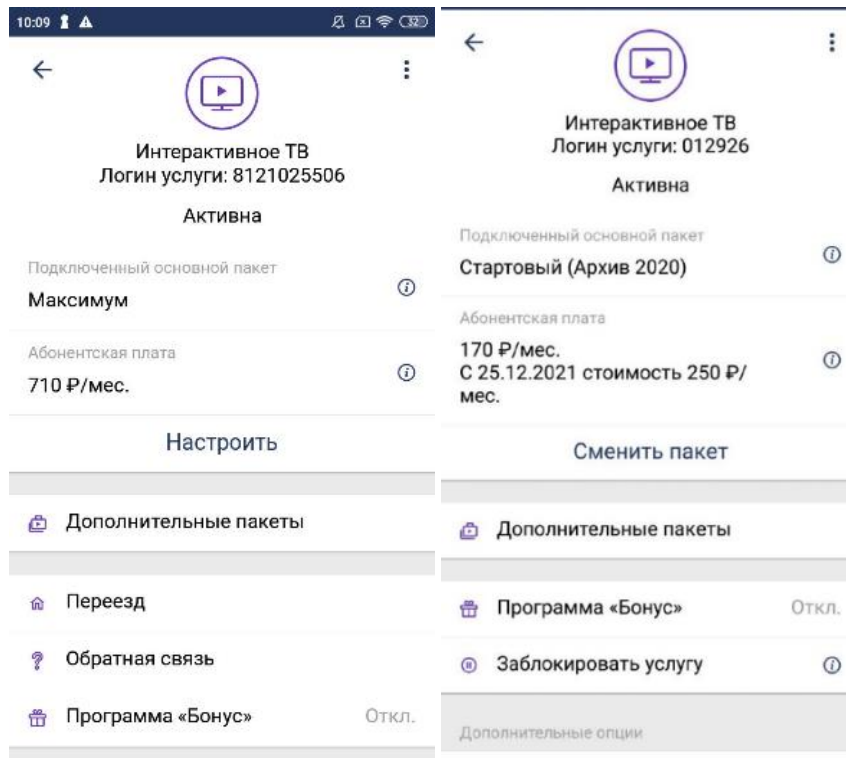 10:09
32
Интерактивное ТВ
Логин услуги: 8121025506
Активна
Подключенный основной пакет
Максимум
Абонентская плата
710 ₽/мес.
Настроить
Дополнительные пакеты
Переезд
Обратная связь
Программа «Бонус» Откл.
Интерактивное ТВ
Логин услуги: 012926
Активна
Подключенный основной пакет
Стартовый (Архив 2020)
Абонентская плата
170 ₽/мес.
С 25.12.2021 стоимость 250 ₽/
мес.
Сменить пакет
Дополнительные пакеты
Программа «Бонус» Откл.
Заблокировать услугу
Дополнительные опции